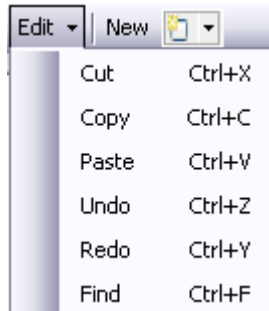 Edit New
Cut Ctrl+X
Copy Ctrl+C
Paste Ctrl+V
Undo Ctrl+Z
Redo Ctrl+Y
Find Ctrl+F